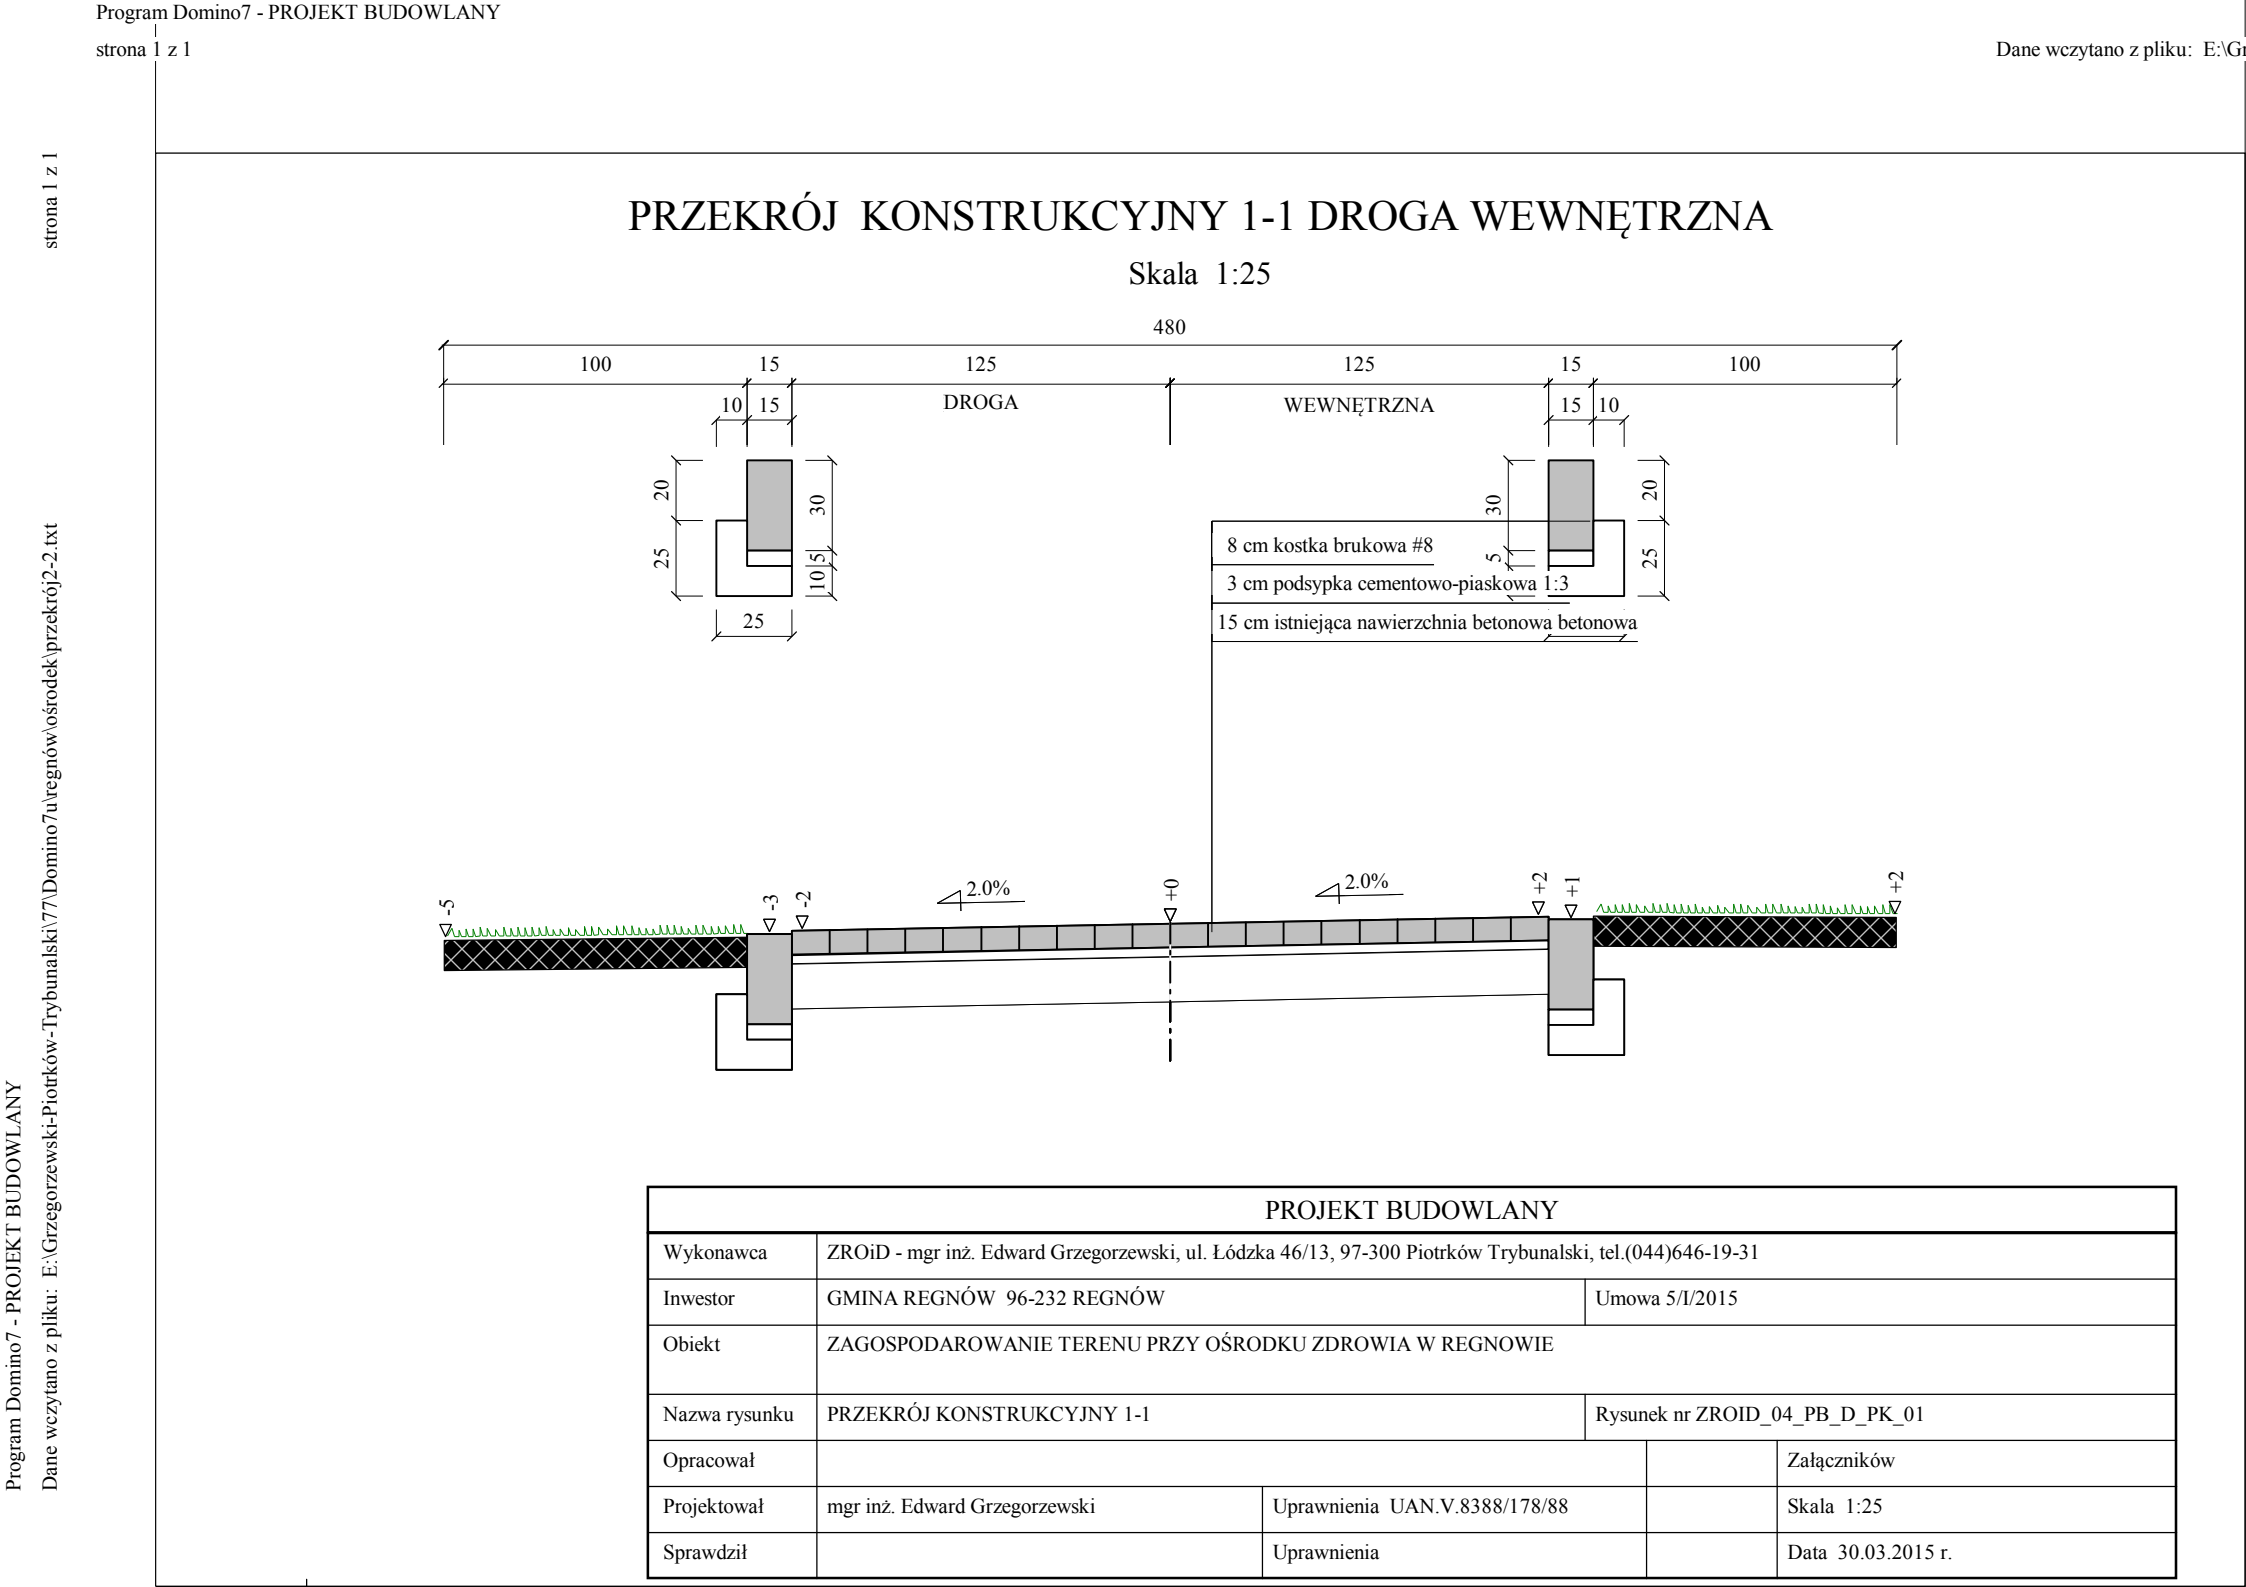 Program Domino7 - PROJEKT BUDOWLANY
strona 1 z 1
Dane wczytano z pliku: E:\Gr
strona 1 z 1
Program Domino7 - PROJEKT BUDOWLANY
Dane wczytano z pliku: E:\Grzegorzewski-Piotrków-Trybunalski\77\Domino7u\regnów\ośrodek\przekrój2-2.txt
PRZEKRÓJ KONSTRUKCYJNY 1-1 DROGA WEWNĘTRZNA
Skala 1:25
480
100 15 125 125 15 100
10 15 DROGA WEWNĘTRZNA 15 10
20 30 30 20
25 5 5 25
10
25
8 cm kostka brukowa #8
3 cm podsypka cementowo-piaskowa 1:3
15 cm istniejąca nawierzchnia betonowa betonowa
-5 -3 -2 2.0% +0 2.0% +2 +1 +2
PROJEKT BUDOWLANY
Wykonawca ZROiD - mgr inż. Edward Grzegorzewski, ul. Łódzka 46/13, 97-300 Piotrków Trybunalski, tel.(044)646-19-31
Inwestor GMINA REGNÓW 96-232 REGNÓW Umowa 5/I/2015
Obiekt ZAGOSPODAROWANIE TERENU PRZY OŚRODKU ZDROWIA W REGNOWIE
Nazwa rysunku PRZEKRÓJ KONSTRUKCYJNY 1-1 Rysunek nr ZROID_04_PB_D_PK_01
Opracował Załączników
Projektował mgr inż. Edward Grzegorzewski Uprawnienia UAN.V.8388/178/88 Skala 1:25
Sprawdził Uprawnienia Data 30.03.2015 r.